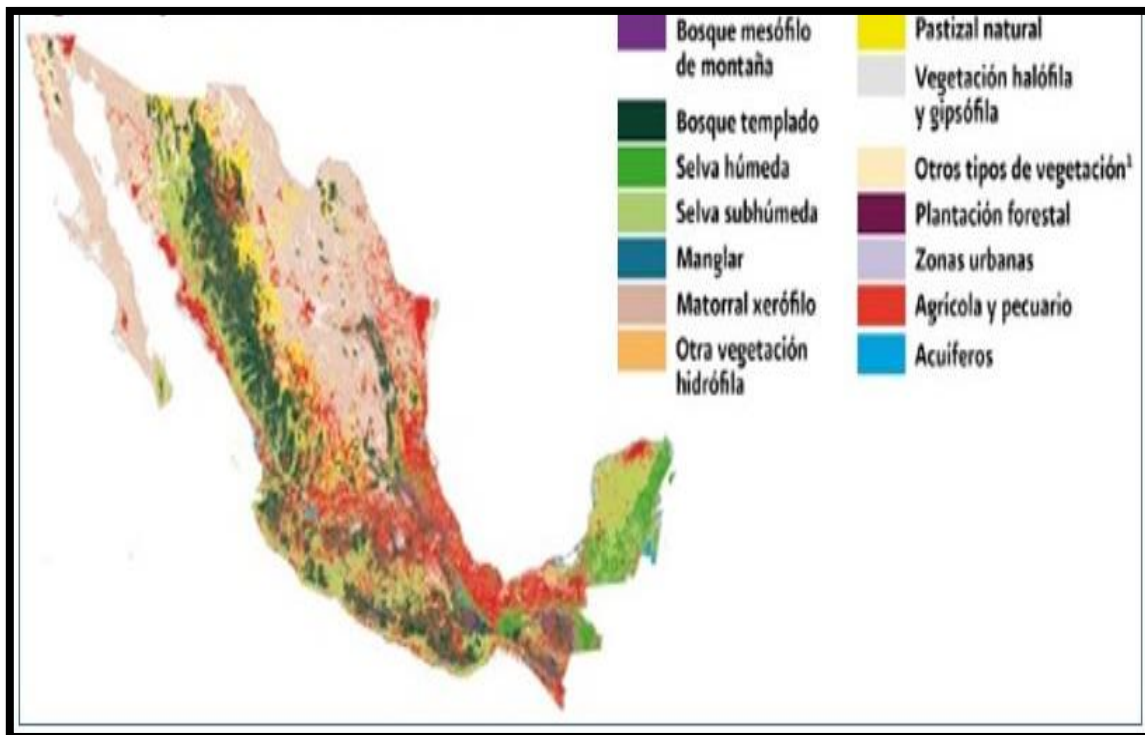 Bosque mesófilo
de montaña
Bosque templado
Selva húmeda
Selva subhúmeda
Manglar
Matorral xerófilo
Otra vegetación
hidrófila
Pastizal natural
Vegetación halófila
y gipsófila
Otros tipos de vegetación¹
Plantación forestal
Zonas urbanas
Agrícola y pecuario
Acuíferos